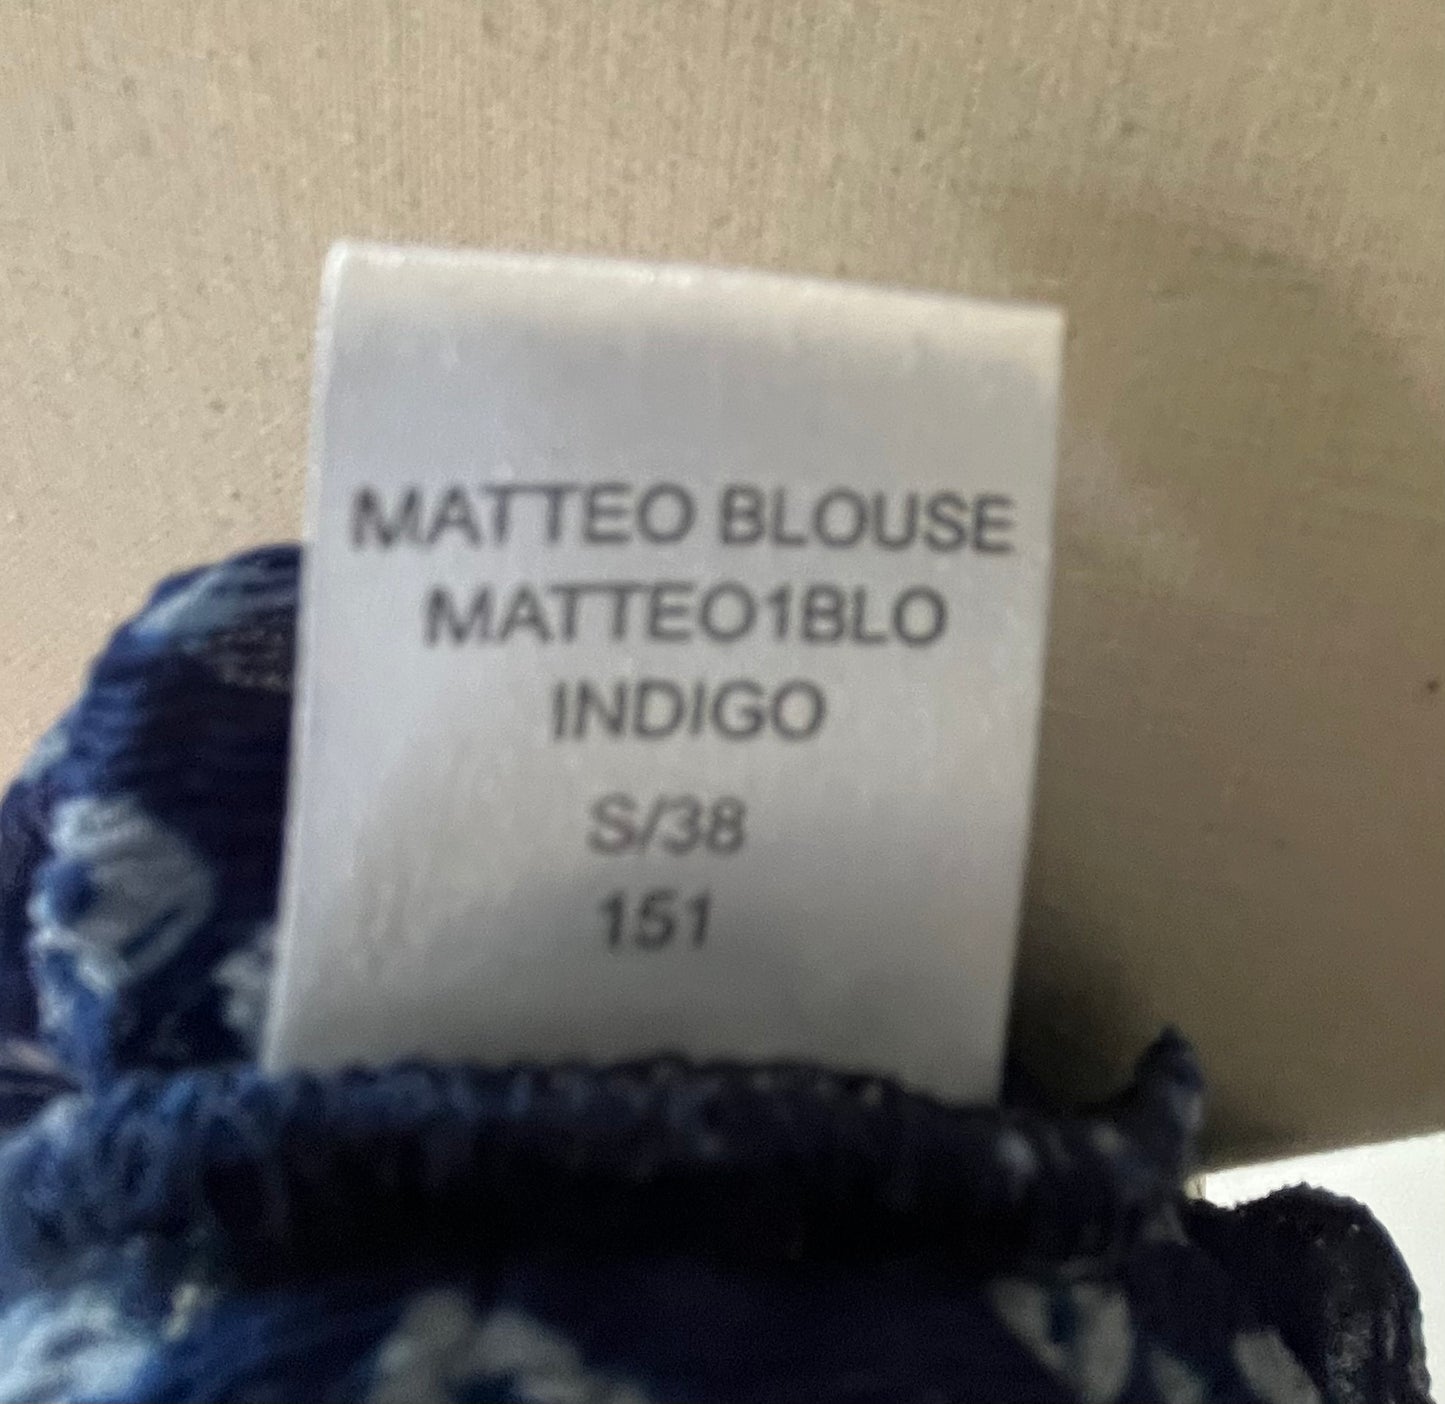 MATTEO BLOUSE
MATTEO1BLO
INDIGO
S/38
151